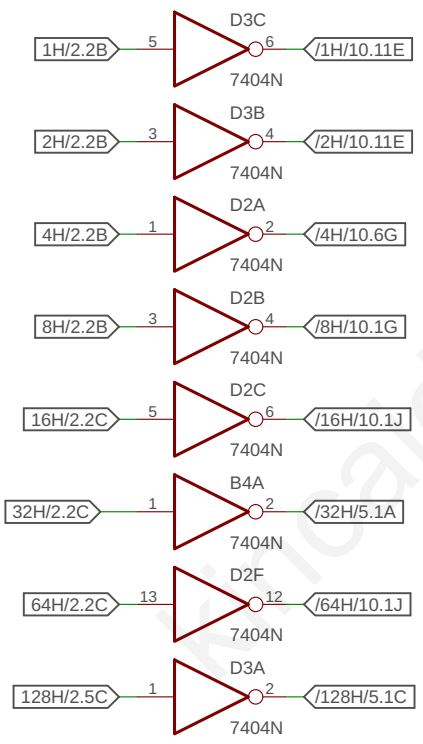 D3C
1H/2.2B 5 6 /1H/10.11E
7404N
D3B
2H/2.2B 3 4 /2H/10.11E
7404N
D2A
4H/2.2B 1 2 /4H/10.6G
7404N
D2B
8H/2.2B 3 4 /8H/10.1G
7404N
D2C
16H/2.2C 5 6 /16H/10.1J
7404N
B4A
32H/2.2C 1 2 /32H/5.1A
7404N
D2F
64H/2.2C 13 12 /64H/10.1J
7404N
D3A
128H/2.5C 1 2 /128H/5.1C
7404N